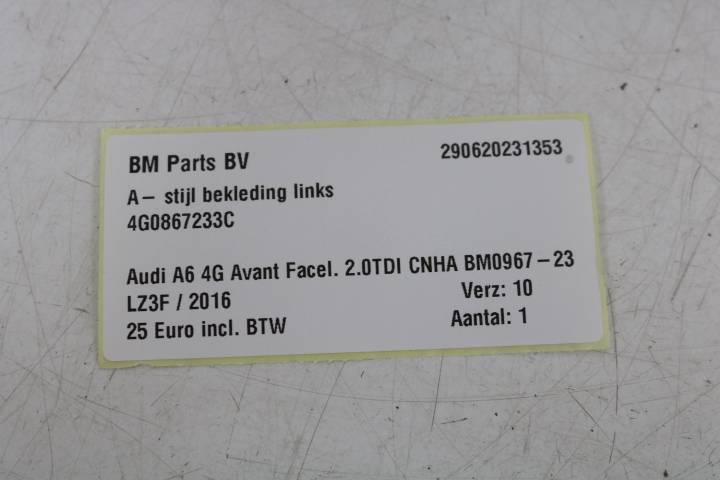 BM Parts BV 290620231353
A- stijl bekleding links
4G0867233C
Audi A6 4G Avant Facel. 2.0TDI CNHA BM0967-23
LZ3F / 2016 Verz: 10
25 Euro incl. BTW Aantal: 1